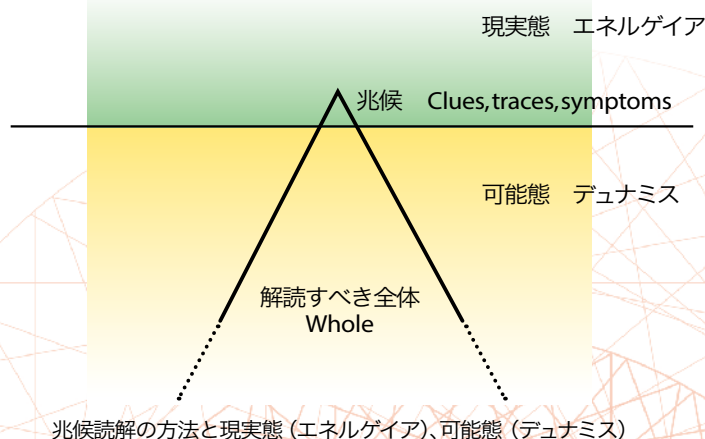 現実態　エネルゲイア
兆候　Clues,traces,symptoms
可能態　デュナミス
解読すべき全体
Whole
兆候読解の方法と現実態（エネルゲイア）、可能態（デュナミス）